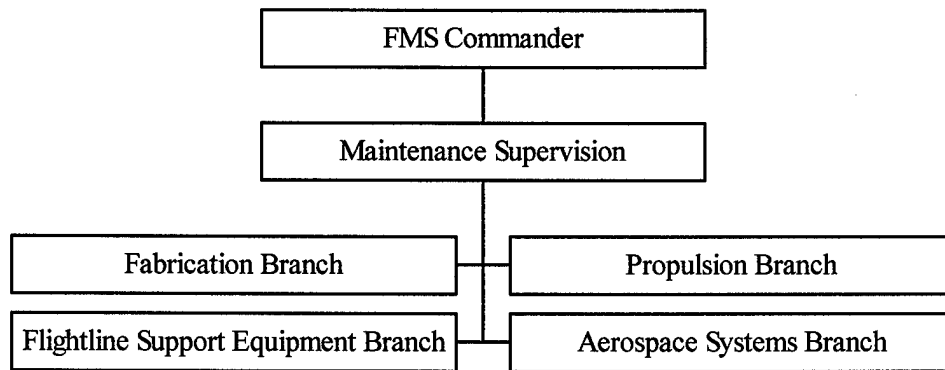 FMS Commander
Maintenance Supervision
Fabrication Branch
Propulsion Branch
Flightline Support Equipment Branch
Aerospace Systems Branch